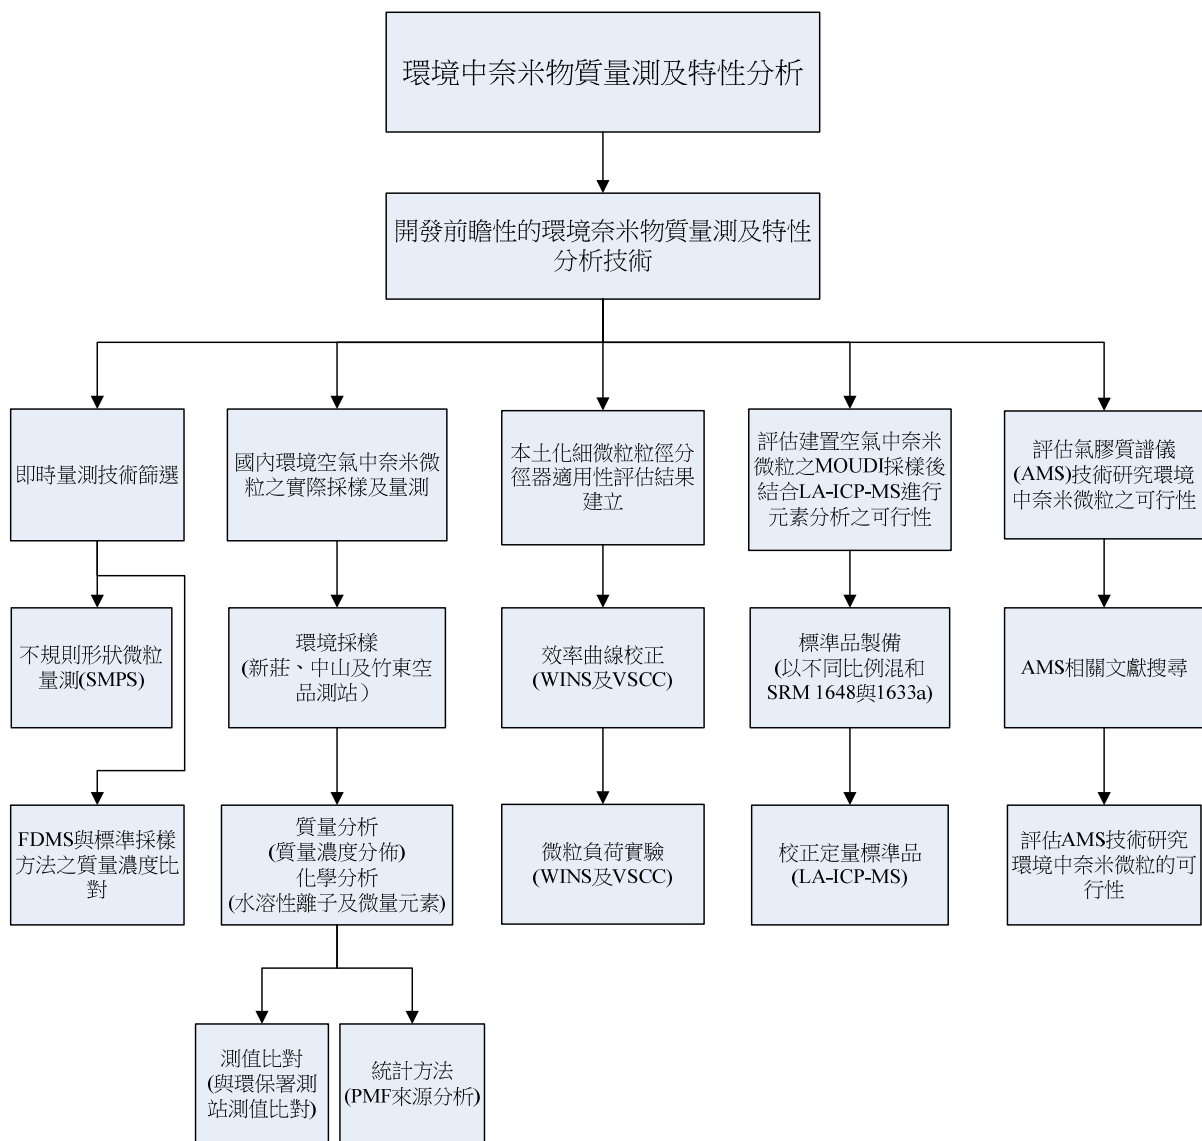 環境中奈米物質量測及特性分析
開發前瞻性的環境奈米物質量測及特性
分析技術
即時量測技術篩選
國內環境空氣中奈米微
粒之實際採樣及量測
本土化細微粒粒徑分
徑器適用性評估結果
建立
評估建置空氣中奈米
微粒之MOUDI採樣後
結合LA-ICP-MS進行
元素分析之可行性
評估氣膠質譜儀
(AMS)技術研究環境
中奈米微粒之可行性
不規則形狀微粒
量測(SMPS)
環境採樣
(新莊、中山及竹東空
品測站）
效率曲線校正
(WINS及VSCC)
標準品製備
(以不同比例混和
SRM 1648與1633a)
AMS相關文獻搜尋
FDMS與標準採樣
方法之質量濃度比
對
質量分析
(質量濃度分佈)
化學分析
(水溶性離子及微量元素)
微粒負荷實驗
(WINS及VSCC)
校正定量標準品
(LA-ICP-MS)
評估AMS技術研究
環境中奈米微粒的可
行性
測值比對
(與環保署測
站測值比對)
統計方法
(PMF來源分析)